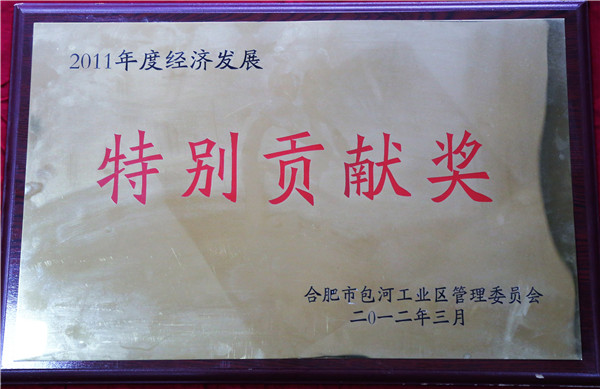 2011年度经济发展
特别贡献奖
合肥市包河工业区管理委员会
二0一二年三月